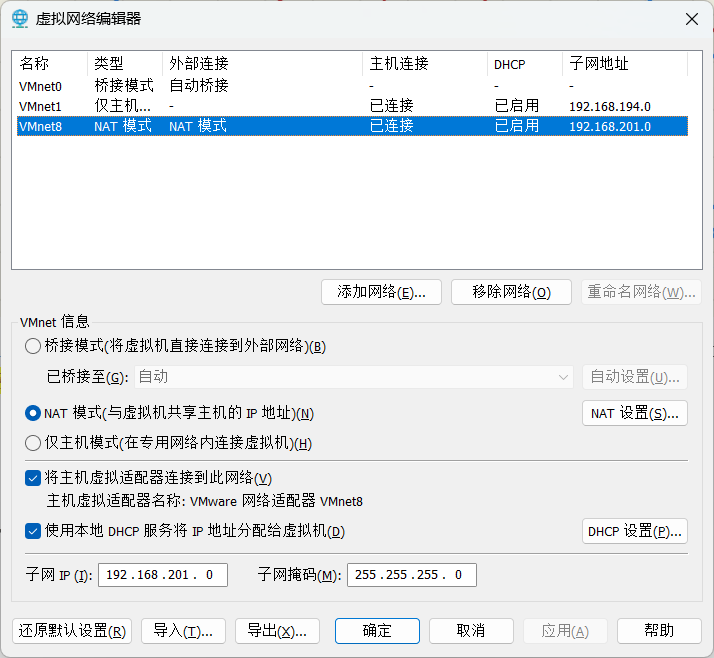 虚拟网络编辑器
名称 类型 外部连接 主机连接 DHCP 子网地址
VMnet0 桥接模式 自动桥接 - - -
VMnet1 仅主机... - 已连接 已启用 192.168.194.0
VMnet8 NAT 模式 NAT 模式 已连接 已启用 192.168.201.0
添加网络(E)... 移除网络(O) 重命名网络(W)...
VMnet 信息
桥接模式(将虚拟机直接连接到外部网络)(B)
已桥接至(G): 自动 自动设置(U)...
NAT 模式(与虚拟机共享主机的 IP 地址)(N) NAT 设置(S)...
仅主机模式(在专用网络内连接虚拟机)(H)
将主机虚拟适配器连接到此网络(V)
主机虚拟适配器名称: VMware 网络适配器 VMnet8
使用本地 DHCP 服务将 IP 地址分配给虚拟机(D) DHCP 设置(P)...
子网 IP (I): 192.168.201. 0 子网掩码(M): 255.255.255. 0
还原默认设置(R) 导入(T)... 导出(X)... 确定 取消 应用(A) 帮助